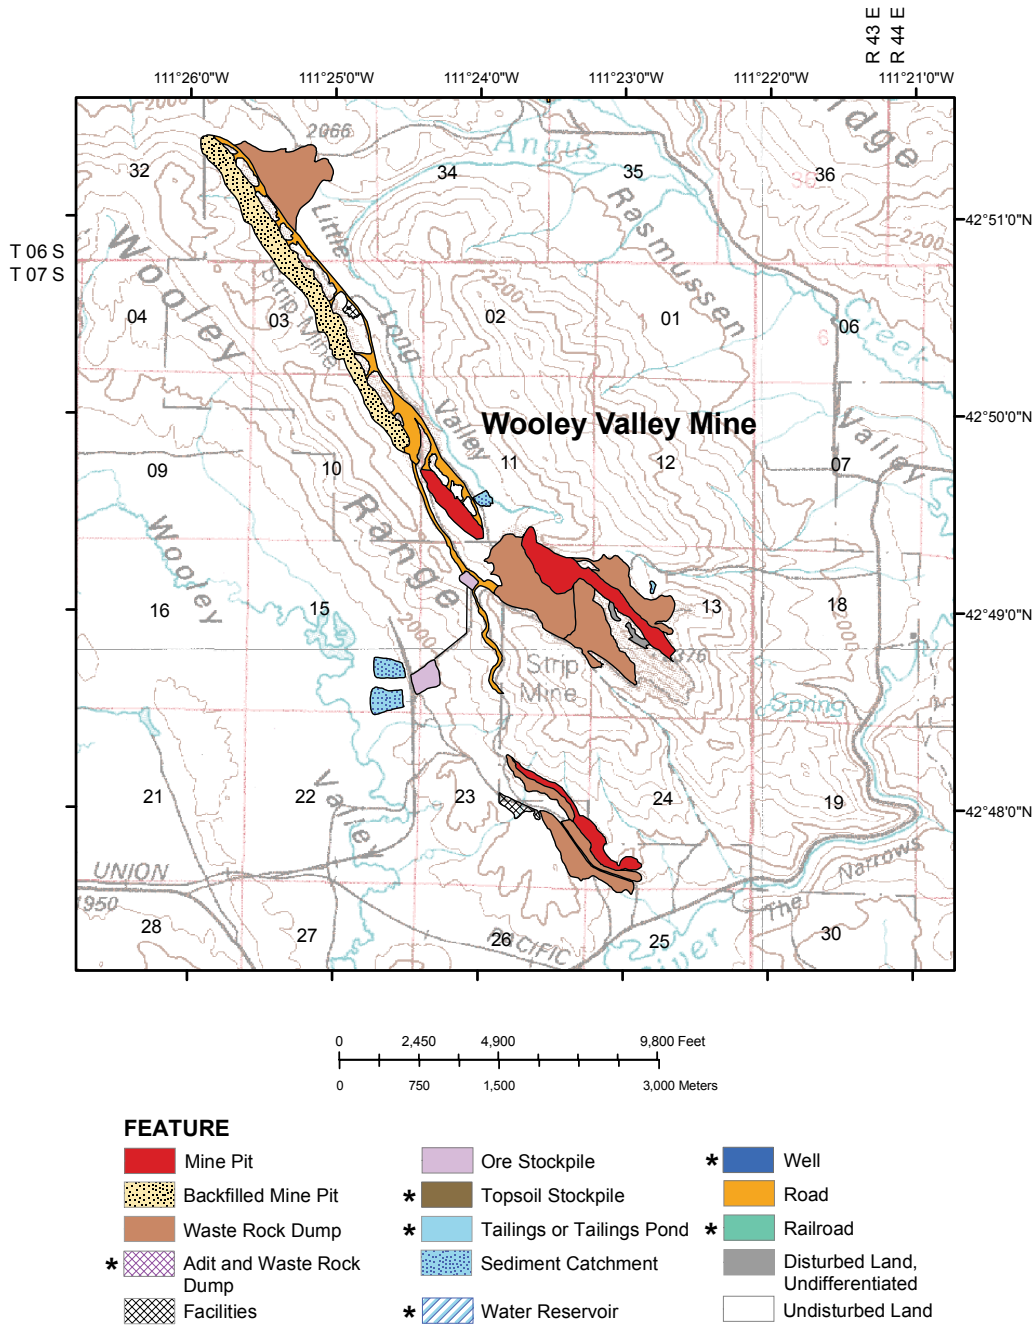 R 43 E
R 44 E
111°26'0"W 111°25'0"W 111°24'0"W 111°23'0"W 111°22'0"W 111°21'0"W
2000
2066
Angus
Ridge
32 34 35 36
36
Little
Rasmussen
42°51'0"N
2200
T 06 S
T 07 S
Wooley
Strip Mine
2200
04 03 02 01 06
6
Long
Creek
42°50'0"N
Valley
Wooley Valley Mine
Valley
09 10 11 12 07
Range
Wooley
16 15 13 18
42°49'0"N
2000
2000
Strip
Mine
376
Spring
Valley
21 22 23 24 19
42°48'0"N
UNION
1950
Narrows
The
28 27 26 25 30
PACIFIC
River
0 2,450 4,900 9,800 Feet
0 750 1,500 3,000 Meters
FEATURE
Mine Pit
Backfilled Mine Pit
Waste Rock Dump
* Adit and Waste Rock
Dump
Facilities
Ore Stockpile
* Topsoil Stockpile
* Tailings or Tailings Pond
Sediment Catchment
* Water Reservoir
* Well
Road
* Railroad
Disturbed Land,
Undifferentiated
Undisturbed Land